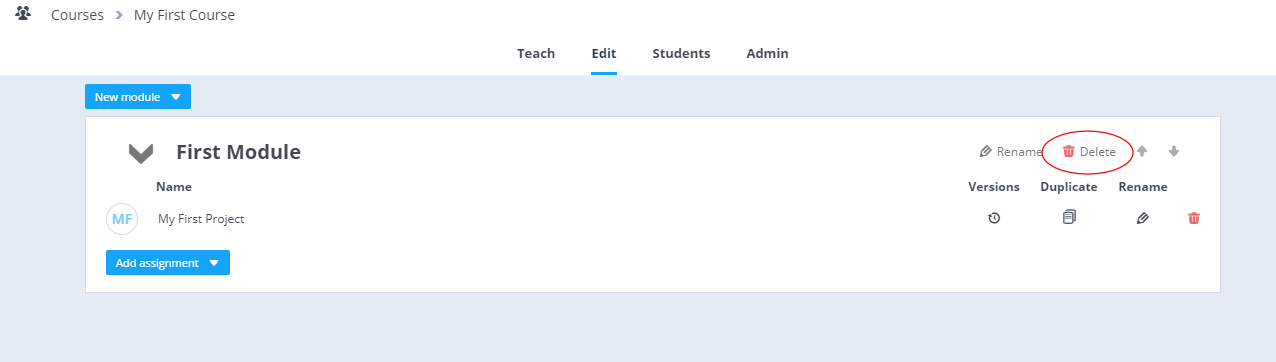 Courses My First Course
Teach Edit Students Admin
New module
First Module Rename Delete
Name Versions Duplicate Rename
MF My First Project
Add assignment